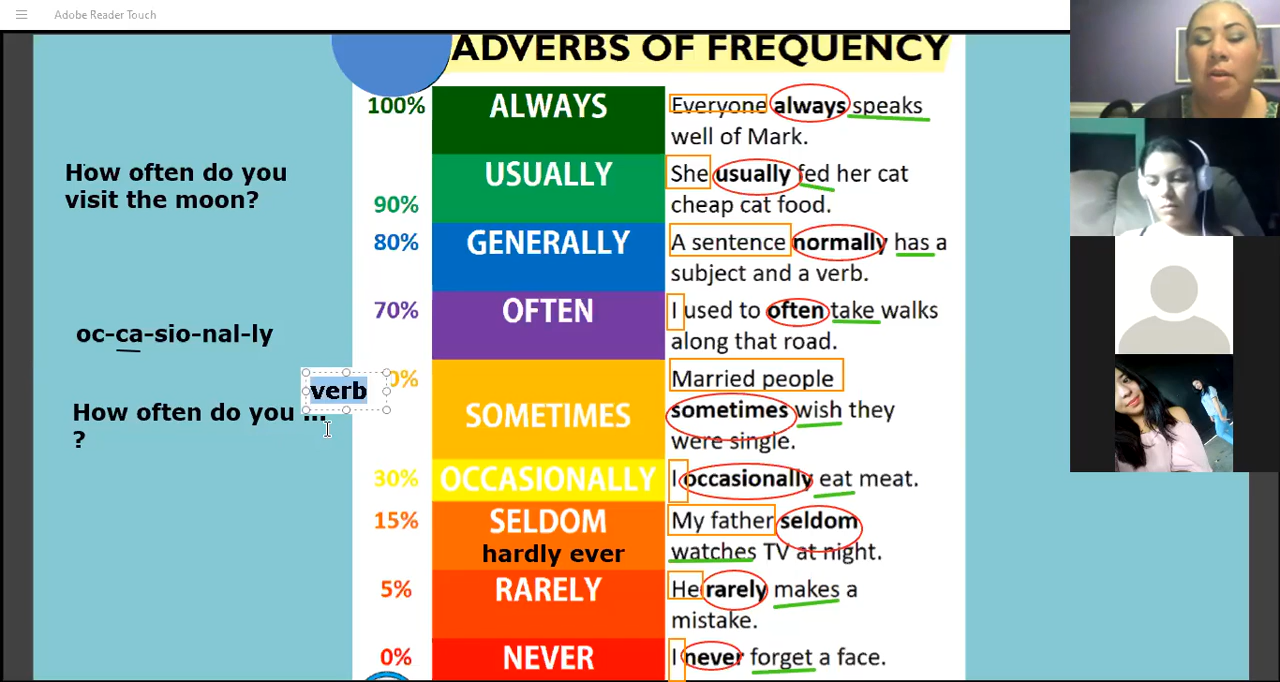 Adobe Reader Touch
ADVERBS OF FREQUENCY
100% ALWAYS Everyone always speaks
well of Mark.
How often do you
visit the moon?
USUALLY She usually fed her cat
90% cheap cat food.
80% GENERALLY A sentence normally has a
subject and a verb.
70% OFTEN I used to often take walks
along that road.
oc-ca-sio-nal-ly
verb
0% Married people
How often do you
?
SOMETIMES sometimes wish they
were single.
30% OCCASIONALLY I occasionally eat meat.
15% SELDOM My father seldom
hardly ever watches TV at night.
5% RARELY He rarely makes a
mistake.
0% NEVER I never forget a face.